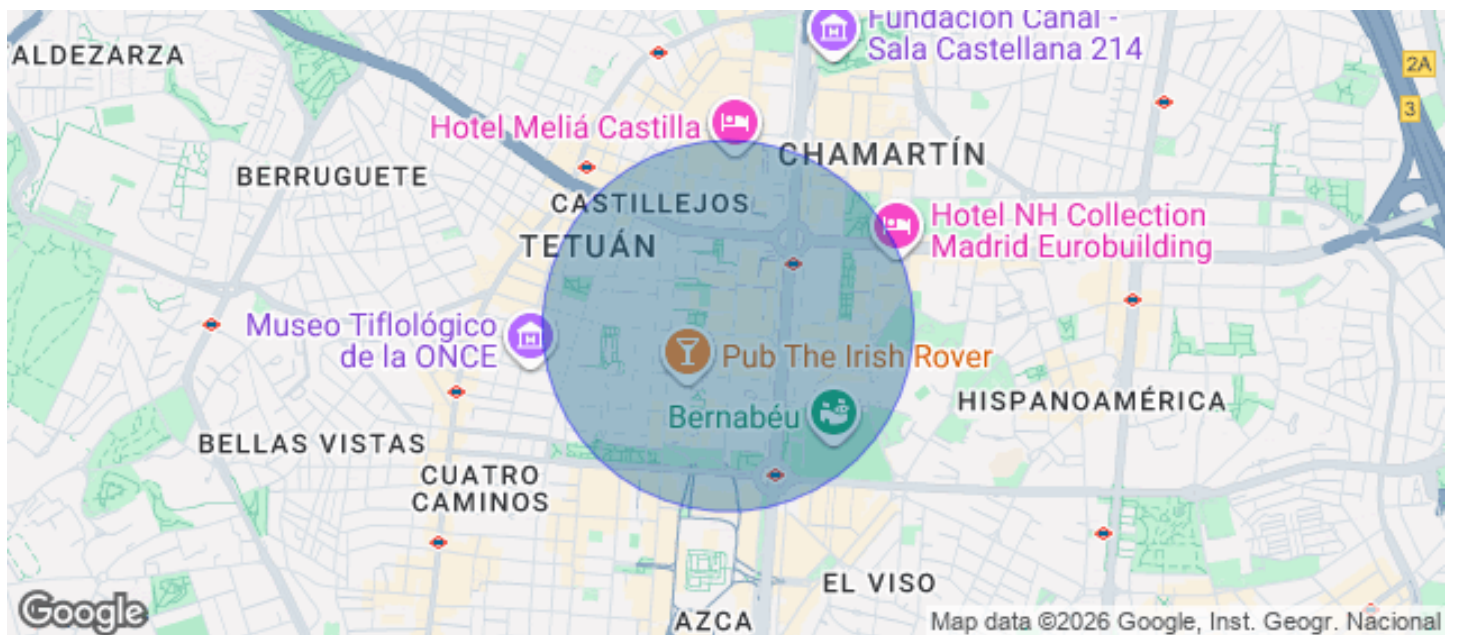 Fundación Canal -
Sala Castellana 214
ALDEZARZA
2A
3
Hotel Meliá Castilla
CHAMARTÍN
BERRUGUETE
CASTILLEJOS
Hotel NH Collection
Madrid Eurobuilding
TETUÁN
Museo Tiflológico
de la ONCE
Pub The Irish Rover
Bernabéu
HISPANOAMÉRICA
BELLAS VISTAS
CUATRO
CAMINOS
EL VISO
AZCA
Google
Map data ©2026 Google, Inst. Geogr. Nacional